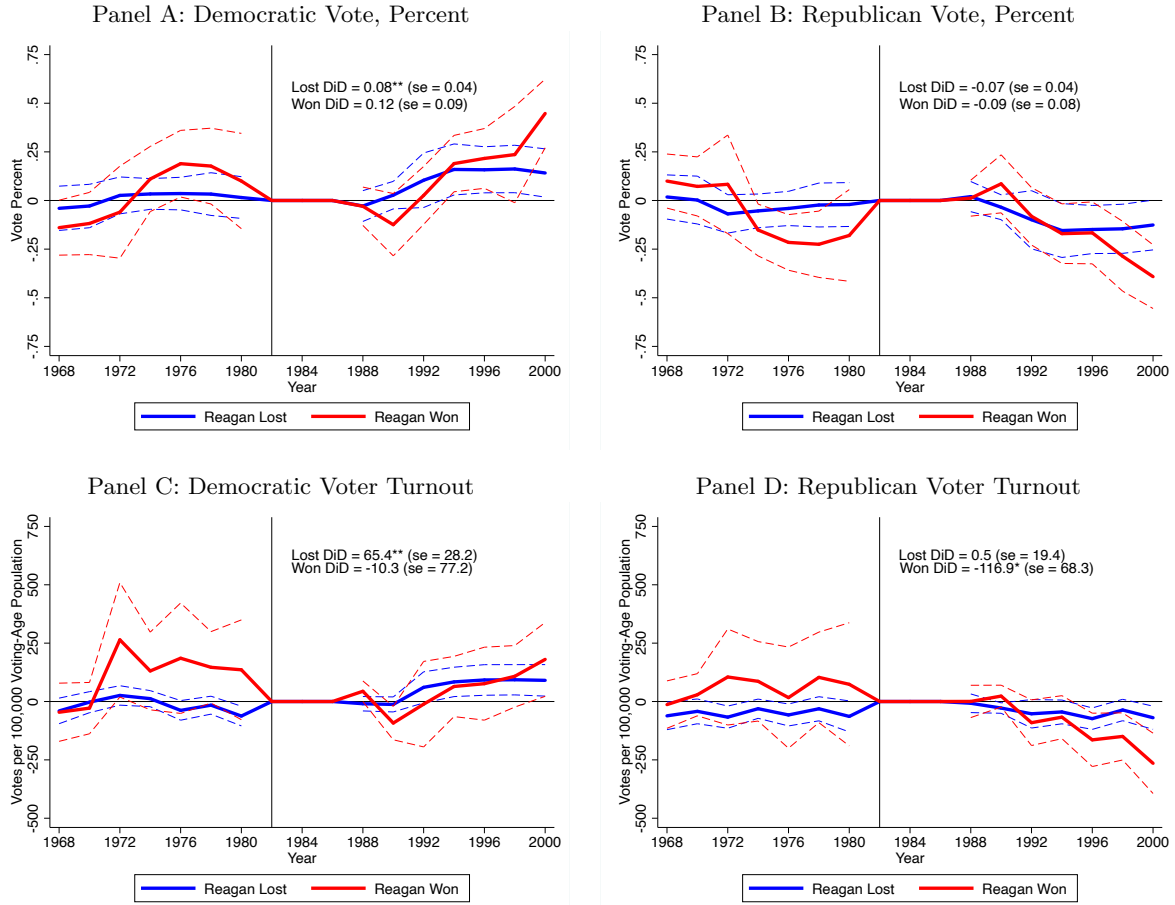 Panel A: Democratic Vote, Percent
Vote Percent
.75
.5
.25
0
-.25
-.5
-.75
Lost DiD = 0.08** (se = 0.04)
Won DiD = 0.12 (se = 0.09)
1968 1972 1976 1980 1984 1988 1992 1996 2000
Year
Reagan Lost Reagan Won
Panel B: Republican Vote, Percent
Vote Percent
.75
.5
.25
0
-.25
-.5
-.75
Lost DiD = -0.07 (se = 0.04)
Won DiD = -0.09 (se = 0.08)
1968 1972 1976 1980 1984 1988 1992 1996 2000
Year
Reagan Lost Reagan Won
Panel C: Democratic Voter Turnout
Votes per 100,000 Voting-Age Population
750
500
250
0
-250
-500
Lost DiD = 65.4** (se = 28.2)
Won DiD = -10.3 (se = 77.2)
1968 1972 1976 1980 1984 1988 1992 1996 2000
Year
Reagan Lost Reagan Won
Panel D: Republican Voter Turnout
Votes per 100,000 Voting-Age Population
750
500
250
0
-250
-500
Lost DiD = 0.5 (se = 19.4)
Won DiD = -116.9* (se = 68.3)
1968 1972 1976 1980 1984 1988 1992 1996 2000
Year
Reagan Lost Reagan Won